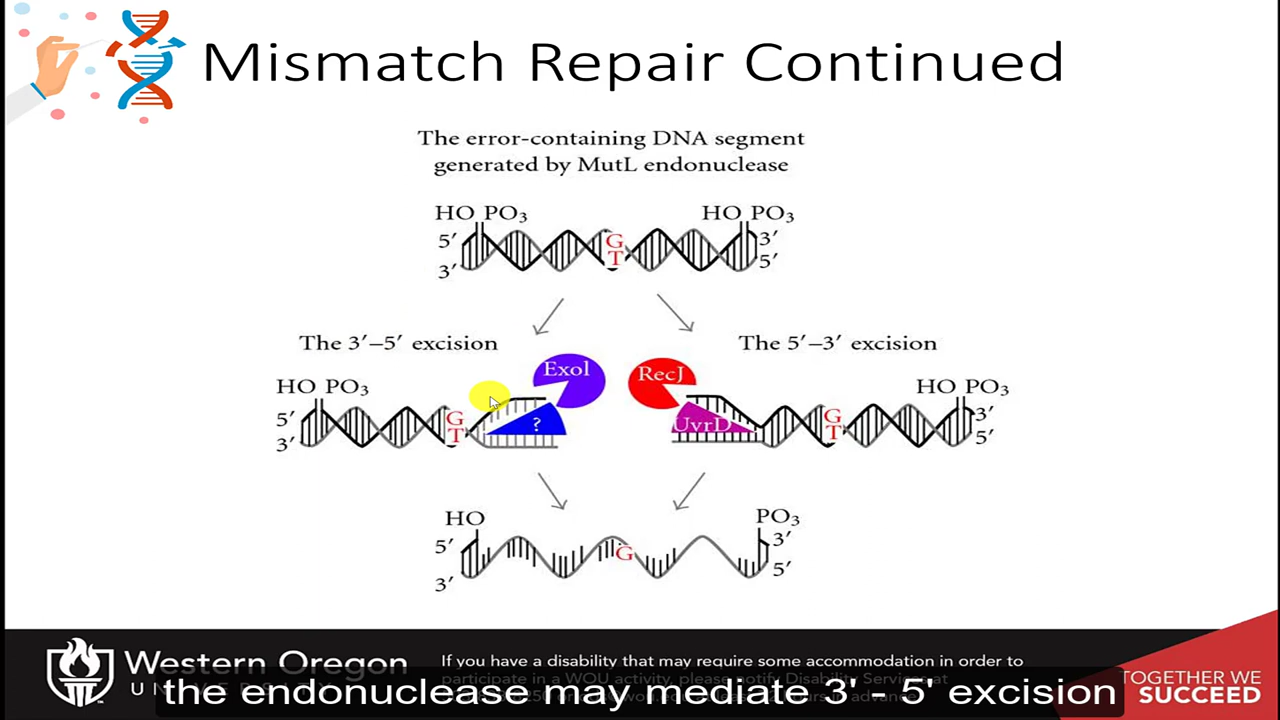 Mismatch Repair Continued
The error-containing DNA segment
generated by MutL endonuclease
HO PO3 HO PO3
5′ G 3′
3′ T 5′
The 3′–5′ excision The 5′–3′ excision
ExoI RecJ
HO PO3 HO PO3
5′ G ? UvrD G 3′
3′ T T 5′
HO PO3
5′ G 3′
3′ 5′
Western Oregon
If you have a disability that may require some accommodation in order to
participate in a WOU activity, please notify Disability Services at
the endonuclease may mediate 3' - 5' excision
TOGETHER WE
SUCCEED